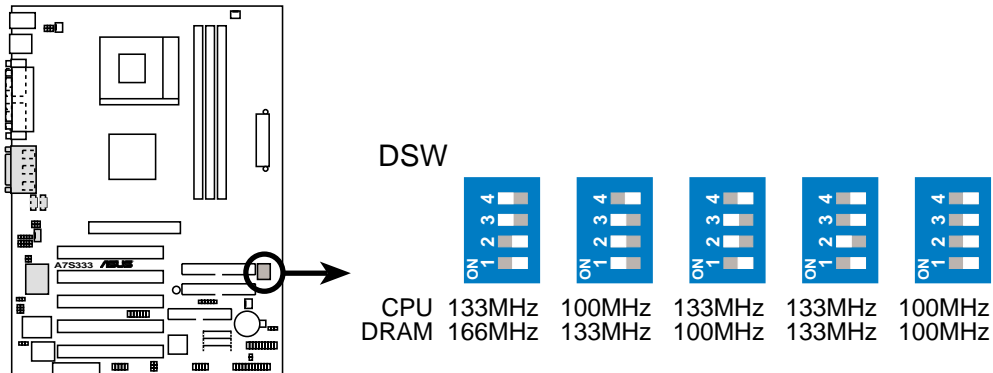 DSW
A7S333 ASUS
4 4 4 4 4
3 3 3 3 3
2 2 2 2 2
1 1 1 1 1
ON ON ON ON ON
CPU 133MHz 100MHz 133MHz 133MHz 100MHz
DRAM 166MHz 133MHz 100MHz 133MHz 100MHz